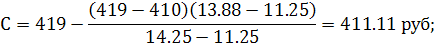 С = 419 − (419 − 410)(13.88 − 11.25) / 14.25 − 11.25 = 411.11 руб;